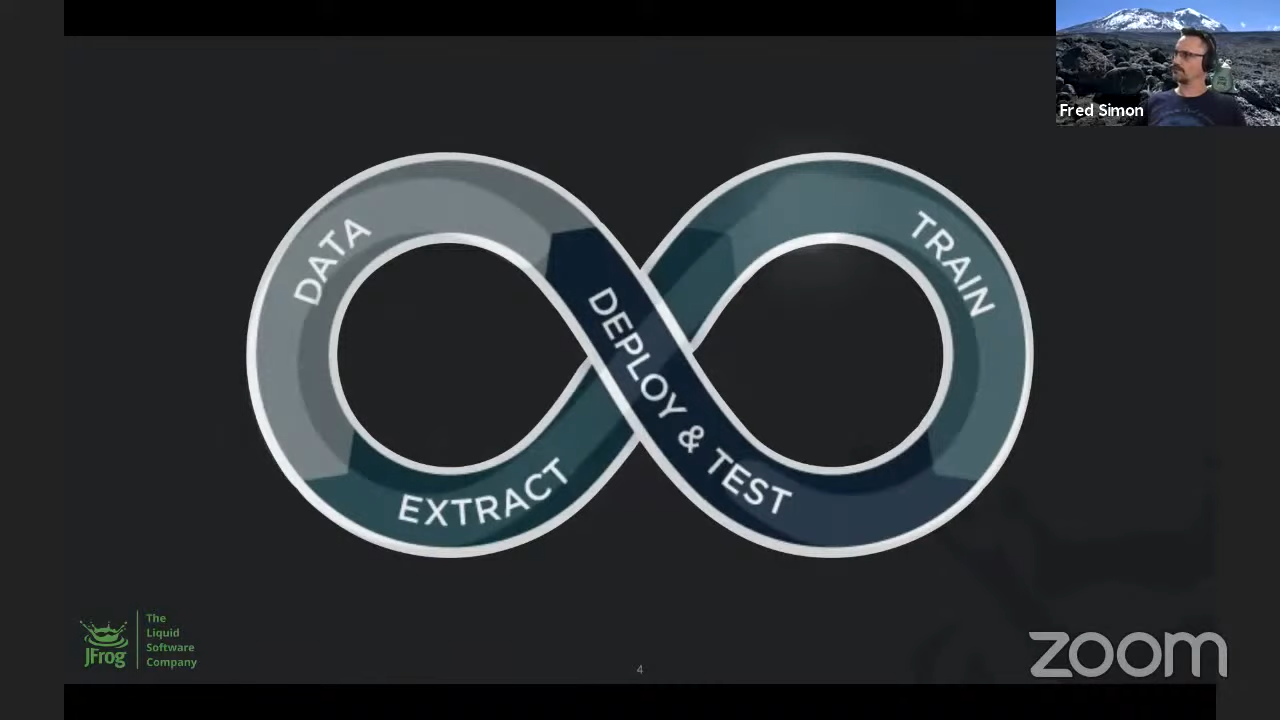 Fred Simon
DATA
TRAIN
DEPLOY & TEST
EXTRACT
JFrog
The
Liquid
Software
Company
4
zoom